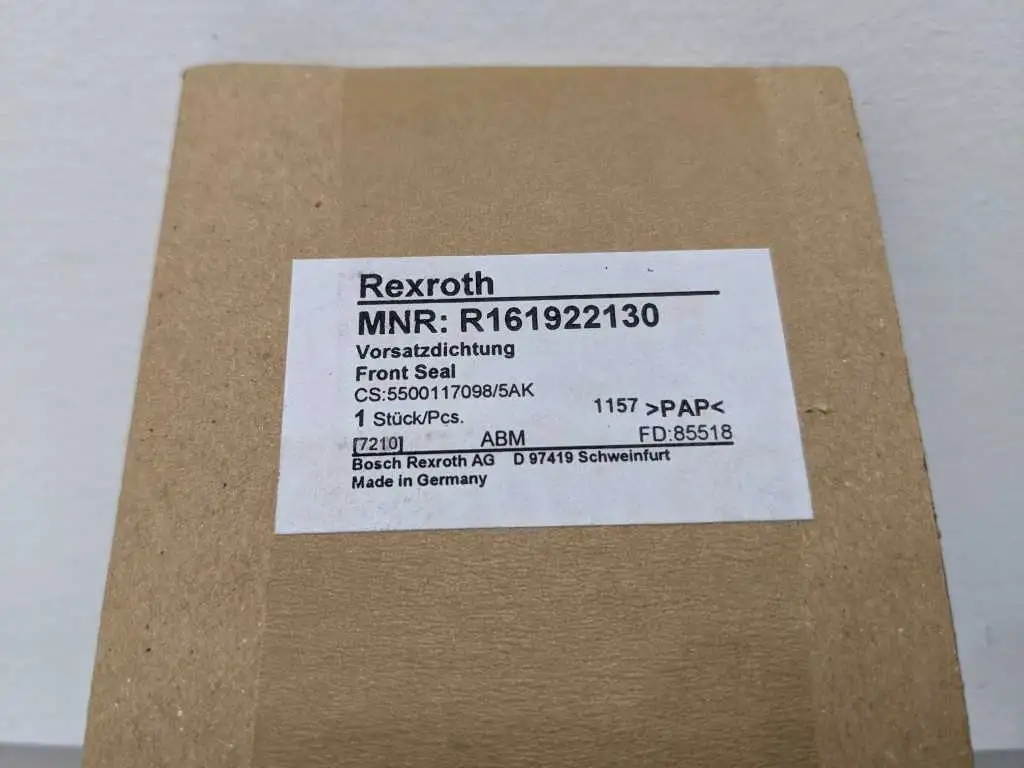 Rexroth
MNR: R161922130
Vorsatzdichtung
Front Seal
CS:5500117098/5AK
1 Stück/Pcs. 1157 >PAP<
[7210] ABM FD:85518
Bosch Rexroth AG D 97419 Schweinfurt
Made in Germany